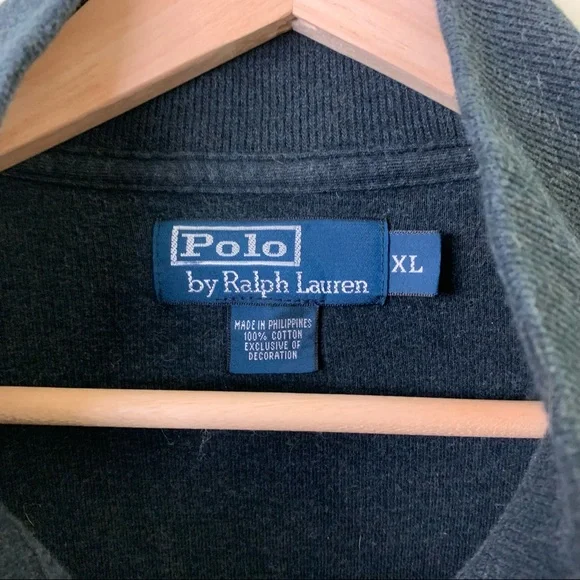 Polo
by Ralph Lauren
XL
MADE IN PHILIPPINES
100% COTTON
EXCLUSIVE OF
DECORATION